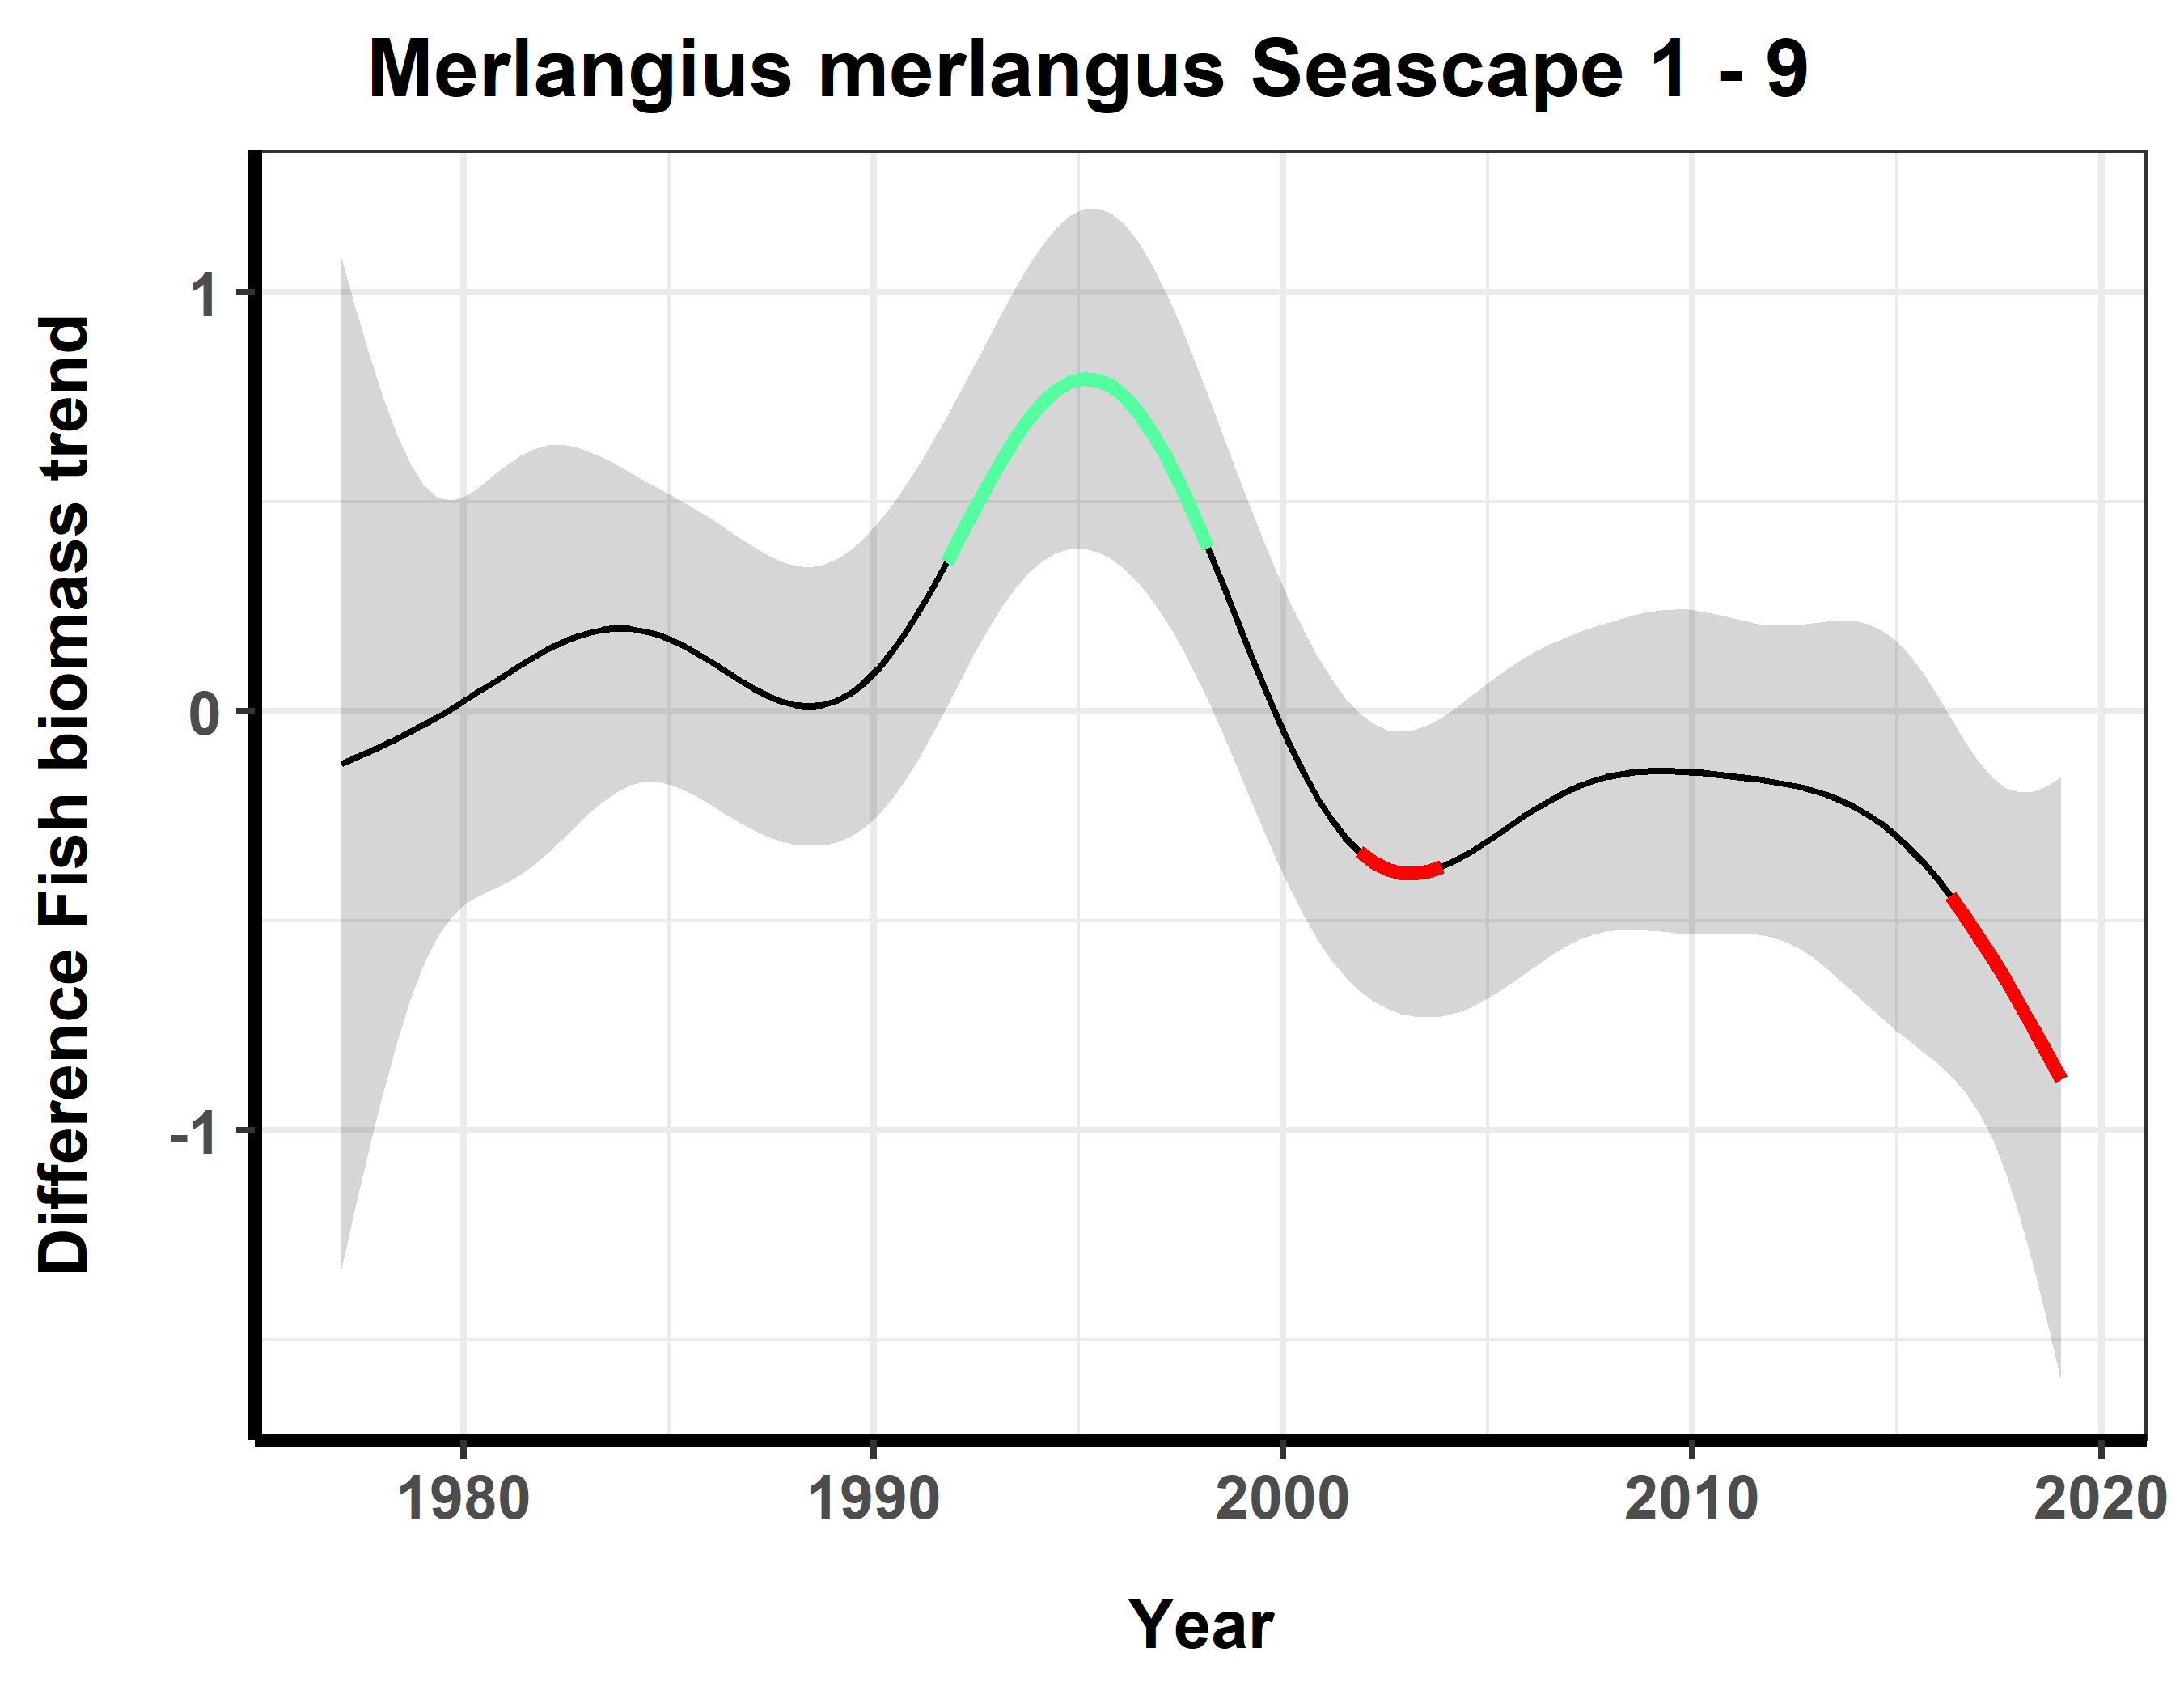 Merlangius merlangus Seascape 1 - 9
Difference Fish biomass trend
1
0
-1
1980
1990
2000
2010
2020
Year